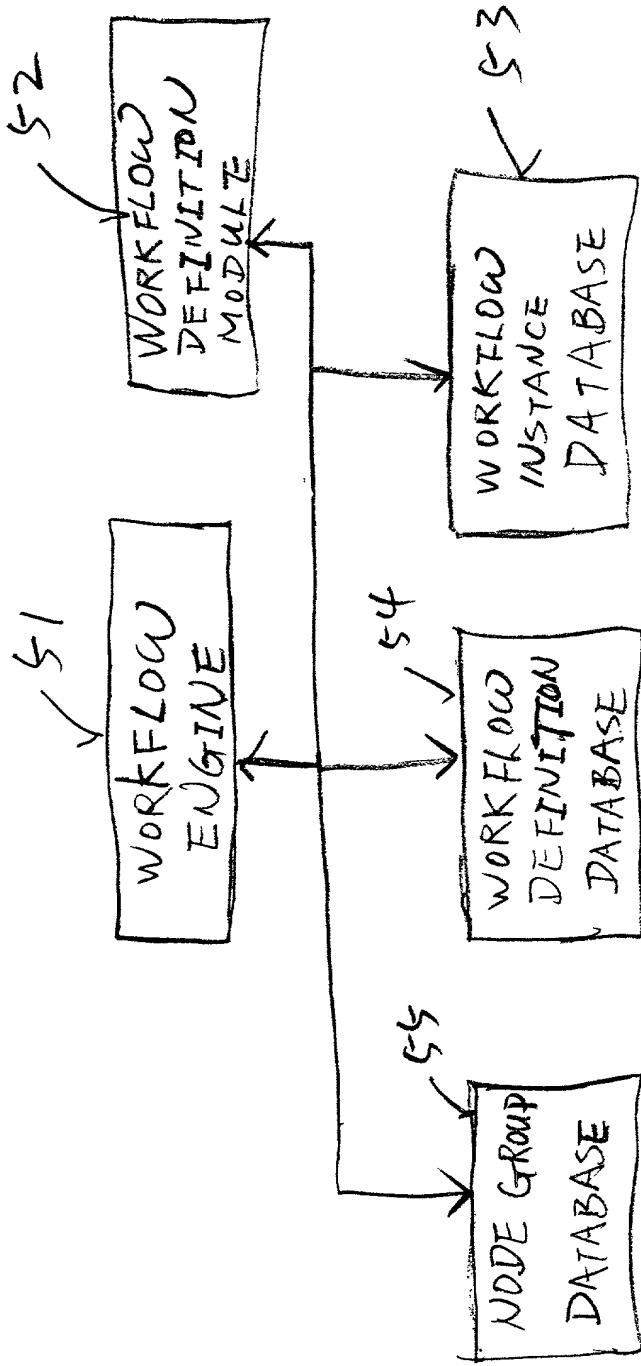 51
WORKFLOW
ENGINE
52
WORKFLOW
DEFINITION
MODULE
55
NODE GROUP
DATABASE
54
WORKFLOW
DEFINITION
DATABASE
WORKFLOW
INSTANCE
DATABASE
53